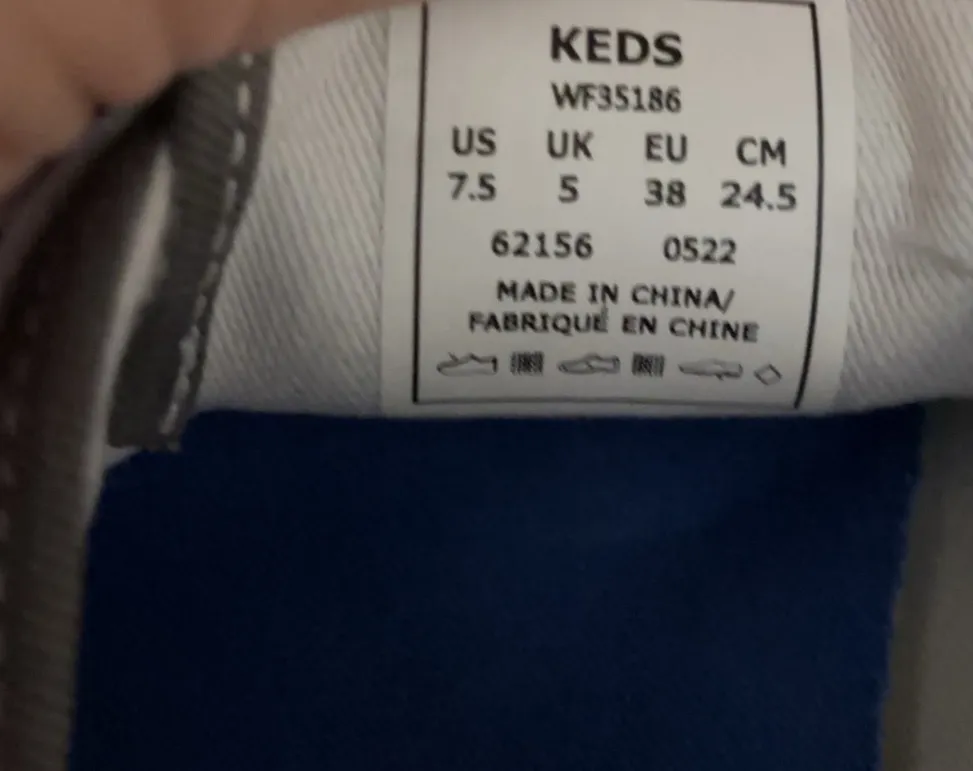 KEDS
WF35186
US UK EU CM
7.5 5 38 24.5
62156 0522
MADE IN CHINA/
FABRIQUÉ EN CHINE